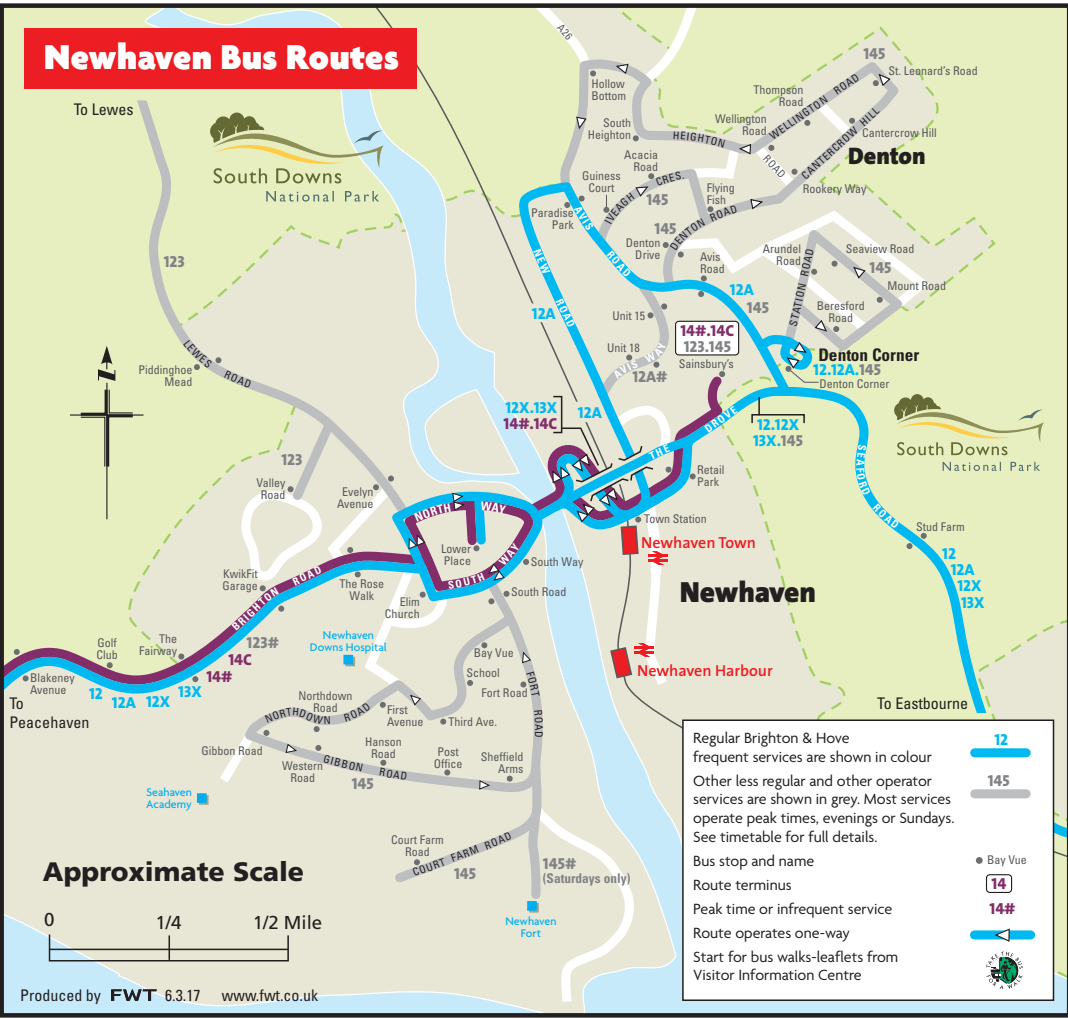 Newhaven Bus Routes
To Lewes
South Downs
National Park
A26
145
St. Leonard's Road
Hollow
Bottom
Thompson
Road
WELLINGTON ROAD
South
Heighton
Wellington
Road
HEIGHTON
ROAD
Cantercrow Hill
CANTERCROW HILL
Denton
Acacia
Road
Guiness
Court
IVEAGH CRES.
145
Flying
Fish
Rookery Way
Paradise
Park
AVIS ROAD
145
DENTON ROAD
Denton
Drive
Avis
Road
Arundel
Road
Seaview Road
145
Mount Road
STATION ROAD
Beresford
Road
123
NEW ROAD
12A
12A
145
Unit 15
Unit 18
AVIS WAY
12A#
14#.14C
123.145
Sainsbury's
Denton Corner
12.12A.145
Denton Corner
LEWES ROAD
Piddinghoe
Mead
N
12X.13X
14#.14C
12A
THE DROVE
12.12X
13X.145
South Downs
National Park
SEAFORD ROAD
Stud Farm
12
12A
12X
13X
123
Valley
Road
Evelyn
Avenue
Retail
Park
Town Station
Newhaven Town
NORTH WAY
Lower
Place
SOUTH WAY
South Way
South Road
Newhaven
KwikFit
Garage
BRIGHTON ROAD
The Rose
Walk
Elim
Church
123#
14C
14#
Newhaven
Downs Hospital
Newhaven Harbour
Golf
Club
The
Fairway
Blakeney
Avenue
To
Peacehaven
12
12A
12X
13X
Bay Vue
School
Fort Road
FORT ROAD
Northdown
Road
NORTHDOWN ROAD
First
Avenue
Third Ave.
Gibbon Road
Western
Road
GIBBON ROAD
Hanson
Road
Post
Office
Sheffield
Arms
145
Seahaven
Academy
To Eastbourne
Court Farm
Road
COURT FARM ROAD
145
145#
(Saturdays only)
Newhaven
Fort
Approximate Scale
0
1/4
1/2 Mile
Produced by FWT 6.3.17 www.fwt.co.uk
Regular Brighton & Hove
frequent services are shown in colour
12
Other less regular and other operator
services are shown in grey. Most services
operate peak times, evenings or Sundays.
See timetable for full details.
145
Bus stop and name
Bay Vue
Route terminus
14
Peak time or infrequent service
14#
Route operates one-way
Start for bus walks-leaflets from
Visitor Information Centre
TAKE THE BUS
FOR A WALK